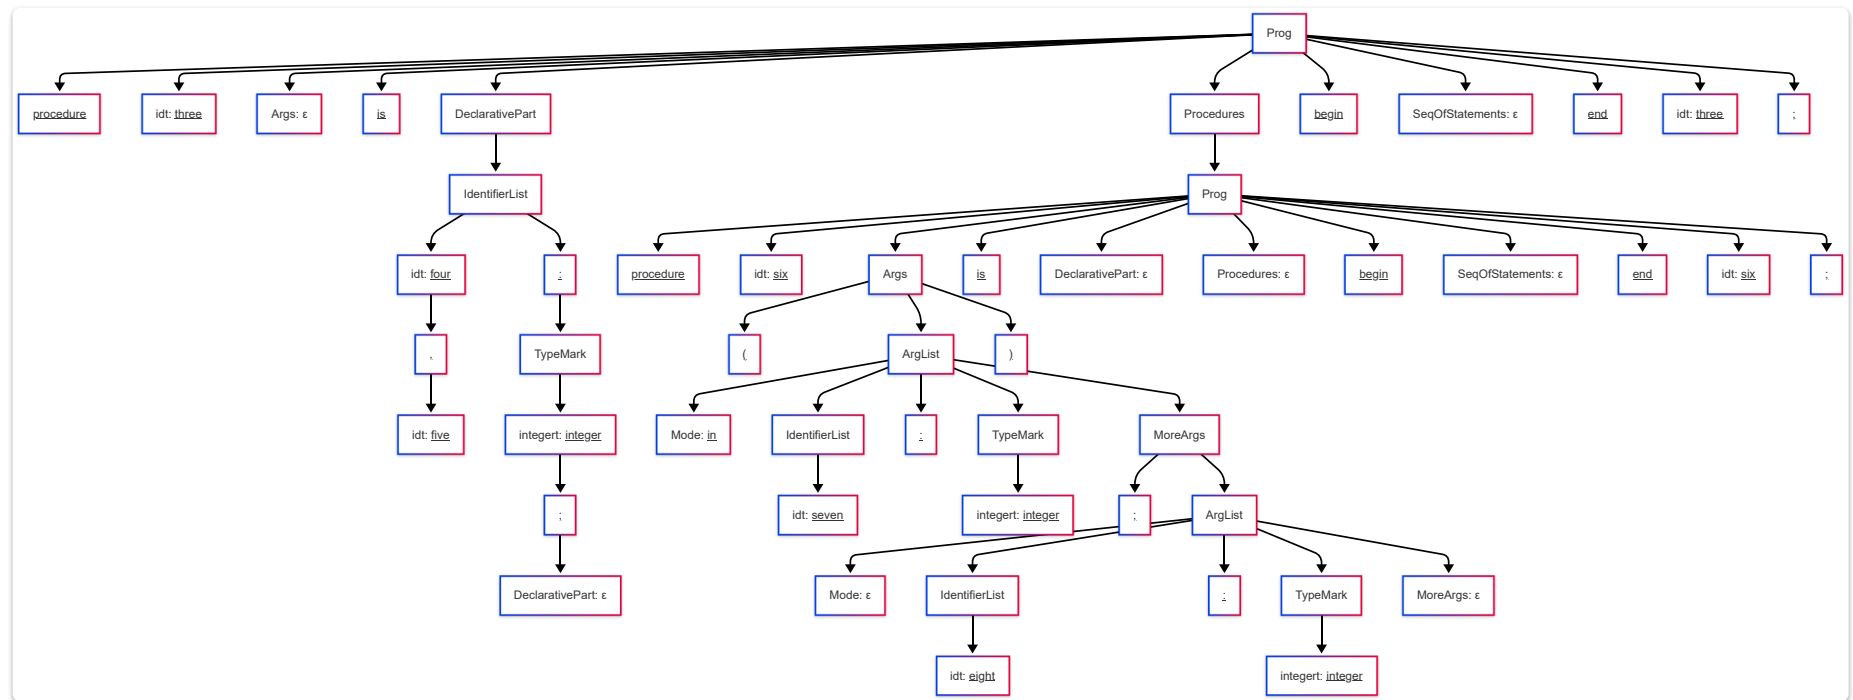 Prog
procedure
idt: three
Args: ε
is
DeclarativePart
Procedures
begin
SeqOfStatements: ε
end
idt: three
;
IdentifierList
Prog
idt: four
:
procedure
idt: six
Args
is
DeclarativePart: ε
Procedures: ε
begin
SeqOfStatements: ε
end
idt: six
;
,
TypeMark
(
ArgList
)
idt: five
integert: integer
Mode: in
IdentifierList
:
TypeMark
MoreArgs
;
idt: seven
integert: integer
;
ArgList
DeclarativePart: ε
Mode: ε
IdentifierList
:
TypeMark
MoreArgs: ε
idt: eight
integert: integer